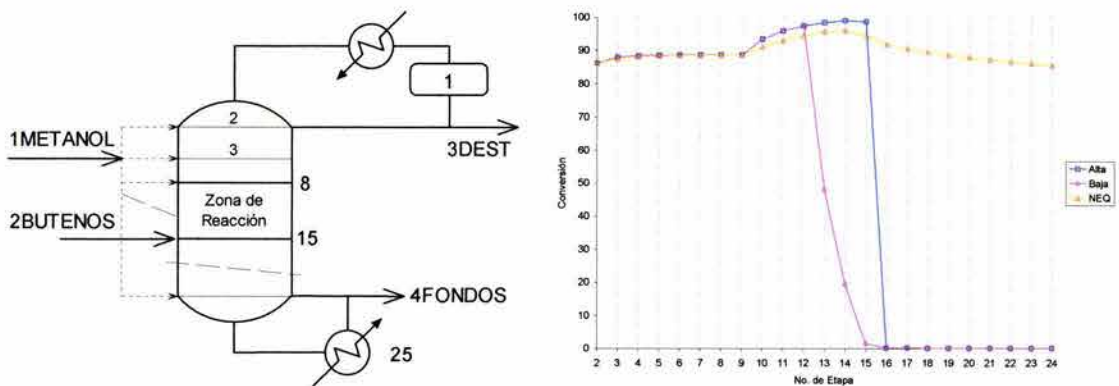 1
2
1METANOL
3
3DEST
8
Zona de
Reacción
2BUTENOS
15
4FONDOS
25
100
90
80
70
60
50
40
30
20
10
0
Conversión
2 3 4 5 6 7 8 9 10 11 12 13 14 15 16 17 18 19 20 21 22 23 24
No. de Etapa
Alta
Baja
NEQ